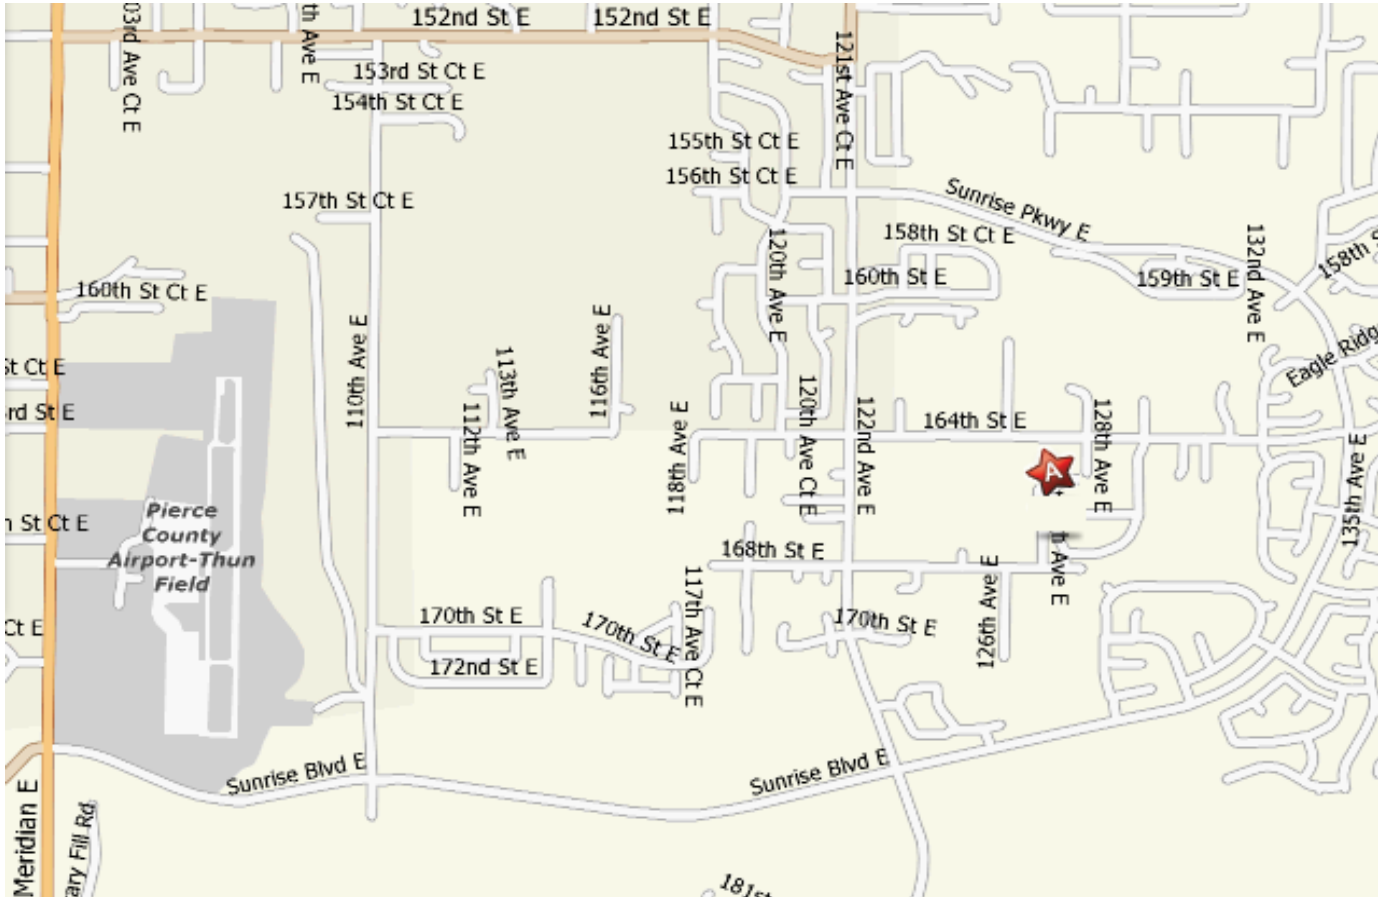 152nd St E
152nd St E
03rd Ave Ct E
th Ave E
121st Ave Ct E
153rd St Ct E
154th St Ct E
155th St Ct E
156th St Ct E
157th St Ct E
Sunrise Pkwy E
158th St Ct E
120th Ave E
132nd Ave E
158th S
160th St E
159th St E
160th St Ct E
110th Ave E
116th Ave E
113th Ave E
Eagle Ridg
St Ct E
112th Ave E
118th Ave E
120th Ave Ct E
122nd Ave E
128th Ave E
rd St E
164th St E
135th Ave E
A
h St Ct E
Pierce
County
Airport-Thun
Field
168th St E
126th Ave E
th Ave E
117th Ave Ct E
170th St E
170th St E
170th St E
Ct E
172nd St E
Sunrise Blvd E
Sunrise Blvd E
Meridian E
ary Fill Rd
181st